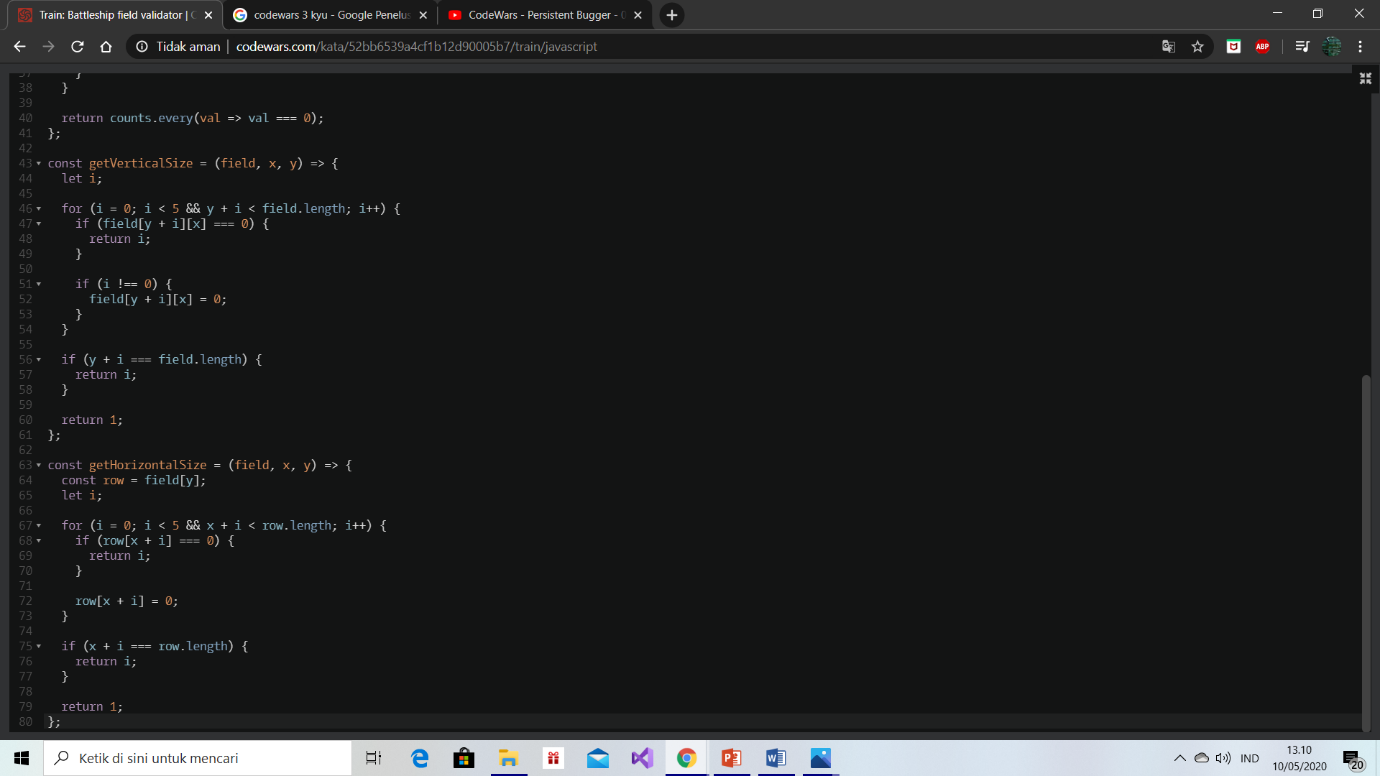 Train: Battleship field validator | C
codewars 3 kyu - Google Penelus
CodeWars - Persistent Bugger - 
Tidak aman | codewars.com/kata/52bb6539a4cf1b12d90005b7/train/javascript
ABP
37 }
38 }
39
40 return counts.every(val => val === 0);
41 };
42
43 const getVerticalSize = (field, x, y) => {
44 let i;
45
46 for (i = 0; i < 5 && y + i < field.length; i++) {
47 if (field[y + i][x] === 0) {
48 return i;
49 }
50
51 if (i !== 0) {
52 field[y + i][x] = 0;
53 }
54 }
55
56 if (y + i === field.length) {
57 return i;
58 }
59
60 return 1;
61 };
62
63 const getHorizontalSize = (field, x, y) => {
64 const row = field[y];
65 let i;
66
67 for (i = 0; i < 5 && x + i < row.length; i++) {
68 if (row[x + i] === 0) {
69 return i;
70 }
71
72 row[x + i] = 0;
73 }
74
75 if (x + i === row.length) {
76 return i;
77 }
78
79 return 1;
80 };
Ketik di sini untuk mencari
IND
13.10
10/05/2020
20